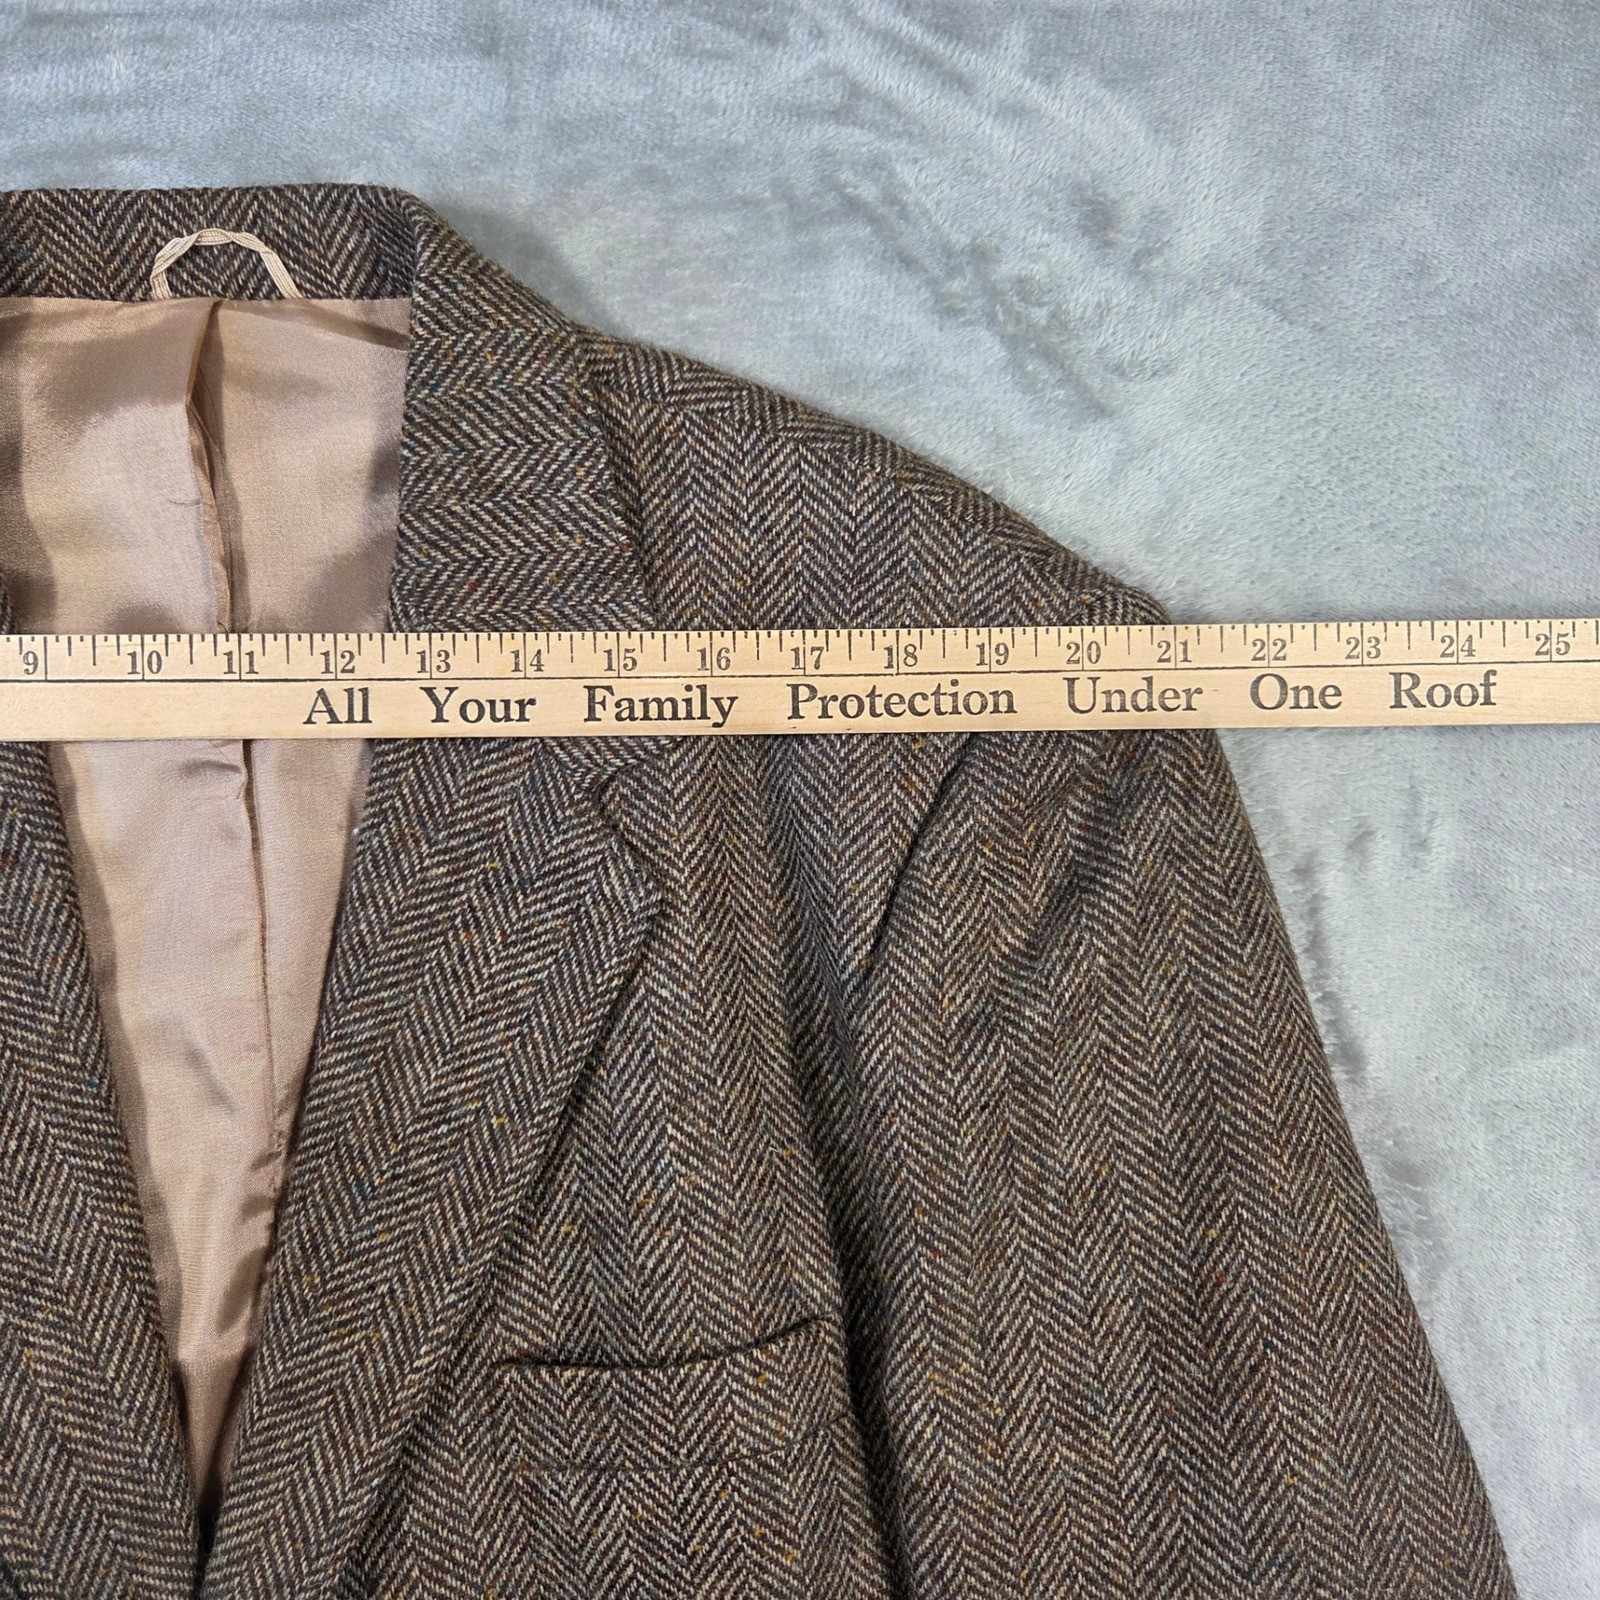 9 10 11 12 13 14 15 16 17 18 19 20 21 22 23 24 25
All Your Family Protection Under One Roof